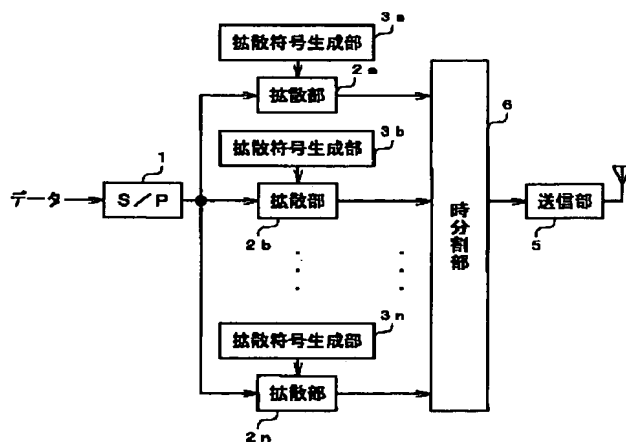 拡散符号生成部
3a
拡散部
2a
拡散符号生成部
3b
データ
S/P
1
拡散部
2b
拡散符号生成部
3n
拡散部
2n
時分割部
6
送信部
5